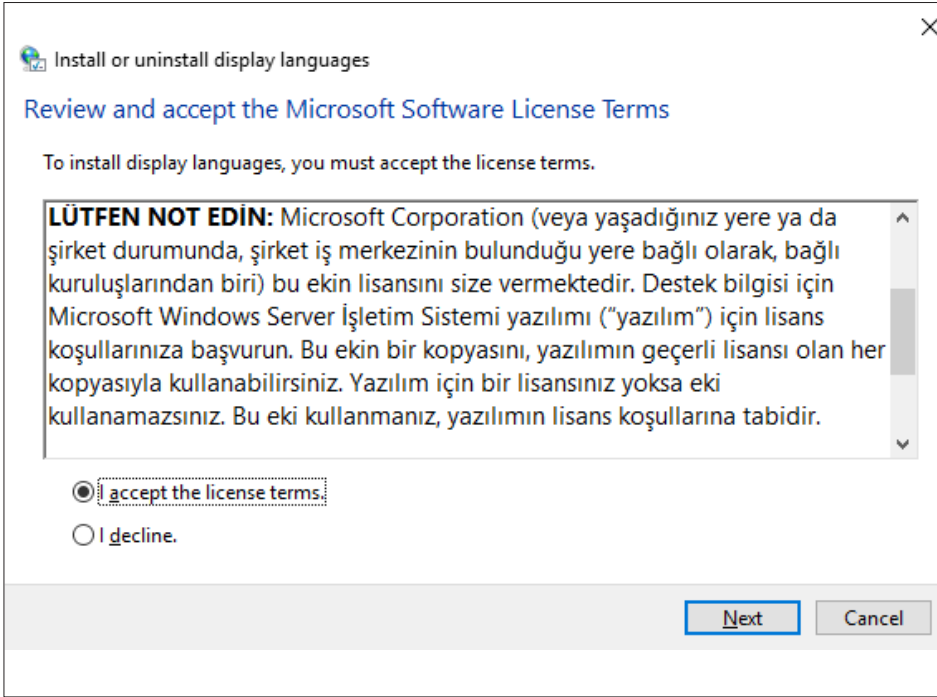 Install or uninstall display languages
Review and accept the Microsoft Software License Terms
To install display languages, you must accept the license terms.
LÜTFEN NOT EDİN: Microsoft Corporation (veya yaşadığınız yere ya da
şirket durumunda, şirket iş merkezinin bulunduğu yere bağlı olarak, bağlı
kuruluşlarından biri) bu ekin lisansını size vermektedir. Destek bilgisi için
Microsoft Windows Server İşletim Sistemi yazılımı (“yazılım”) için lisans
koşullarınıza başvurun. Bu ekin bir kopyasını, yazılımın geçerli lisansı olan her
kopyasıyla kullanabilirsiniz. Yazılım için bir lisansınız yoksa eki
kullanamazsınız. Bu eki kullanmanız, yazılımın lisans koşullarına tabidir.
I accept the license terms.
I decline.
Next Cancel